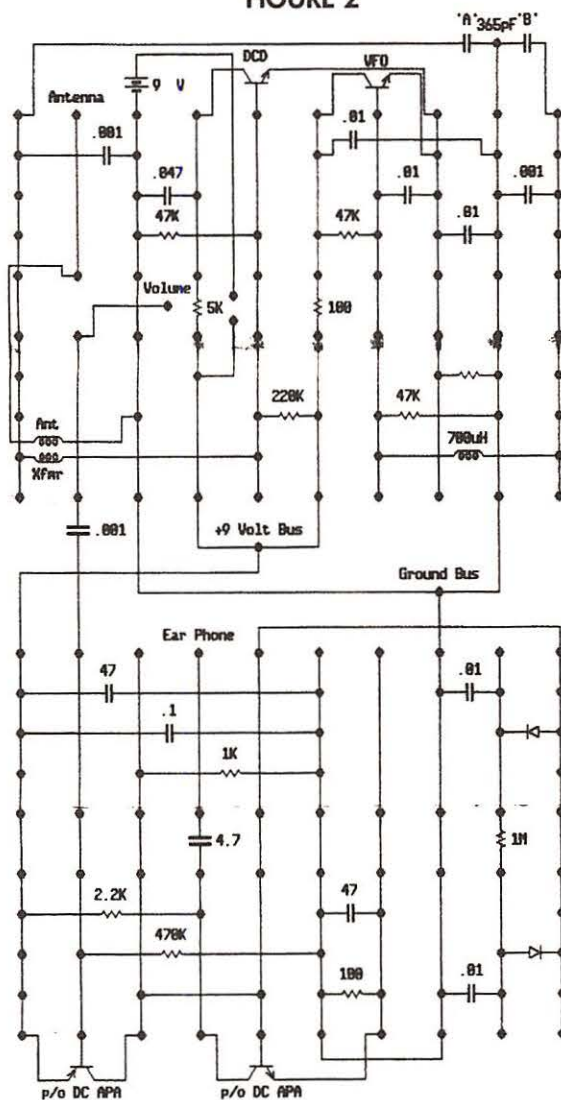 FIGURE 2
'A' 365pF 'B'
DCD
VFO
9 V
Antenna
.001
.01
.047
.01
.001
47K
47K
.01
Volume
5K
100
220K
47K
Ant
Xfmr
700uH
.001
+9 Volt Bus
Ground Bus
Ear Phone
47
.01
.1
1K
4.7
1M
2.2K
47
470K
100
.01
p/o DC APA
p/o DC APA